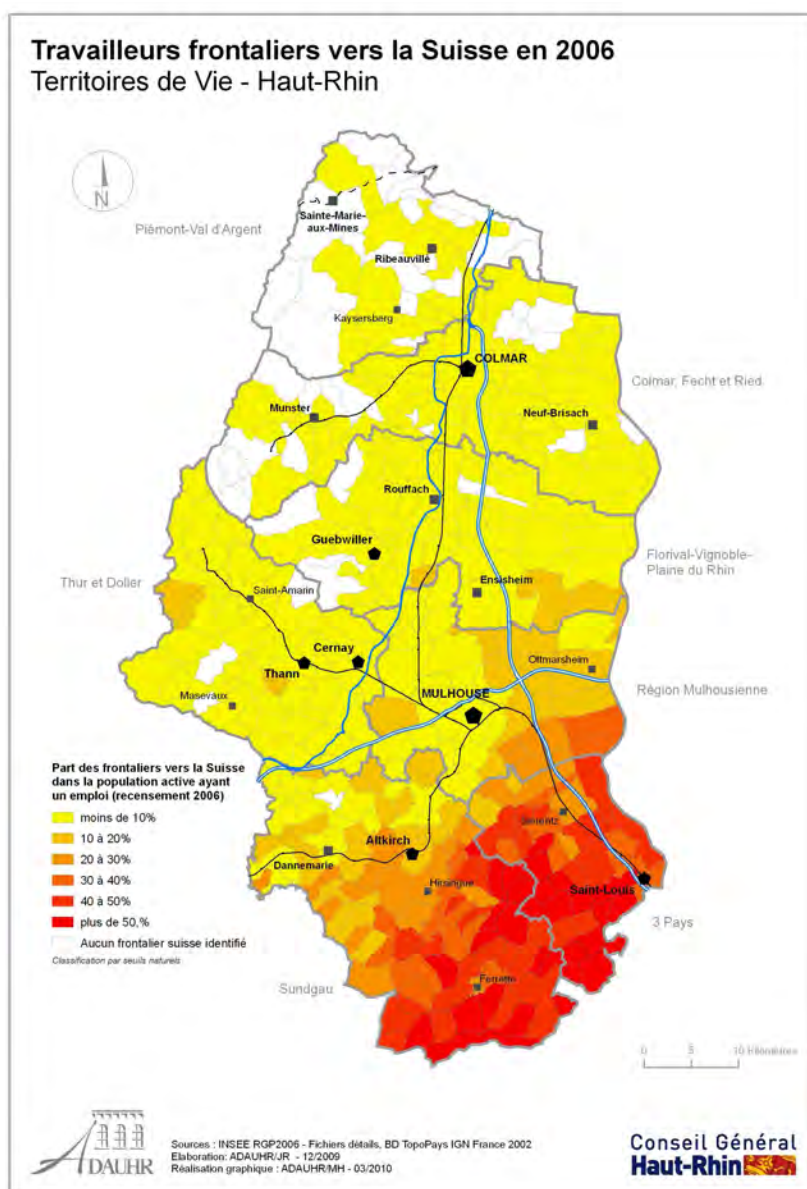 Travailleurs frontaliers vers la Suisse en 2006
Territoires de Vie - Haut-Rhin
N
Piémont-Val d'Argent
Sainte-Marie-
aux-Mines
Ribeauvillé
Kaysersberg
COLMAR
Colmar, Fecht et Ried
Munster
Neuf-Brisach
Rouffach
Guebwiller
Florival-Vignoble-
Plaine du Rhin
Thur et Doller
Saint-Amarin
Ensisheim
Cernay
Thann
Ottmarsheim
Masevaux
MULHOUSE
Région Mulhousienne
Part des frontaliers vers la Suisse
dans la population active ayant
un emploi (recensement 2006)
moins de 10%
10 à 20%
20 à 30%
30 à 40%
40 à 50%
plus de 50,%
Aucun frontalier suisse identifié
Classification par seuils naturels
Sierentz
Altkirch
Dannemarie
Hirsingue
Saint-Louis
3 Pays
Sundgau
Ferrette
0 5 10 Kilomètres
ADAUHR
Sources : INSEE RGP2006 - Fichiers détails, BD TopoPays IGN France 2002
Elaboration: ADAUHR/JR - 12/2009
Réalisation graphique : ADAUHR/MH - 03/2010
Conseil Général
Haut-Rhin